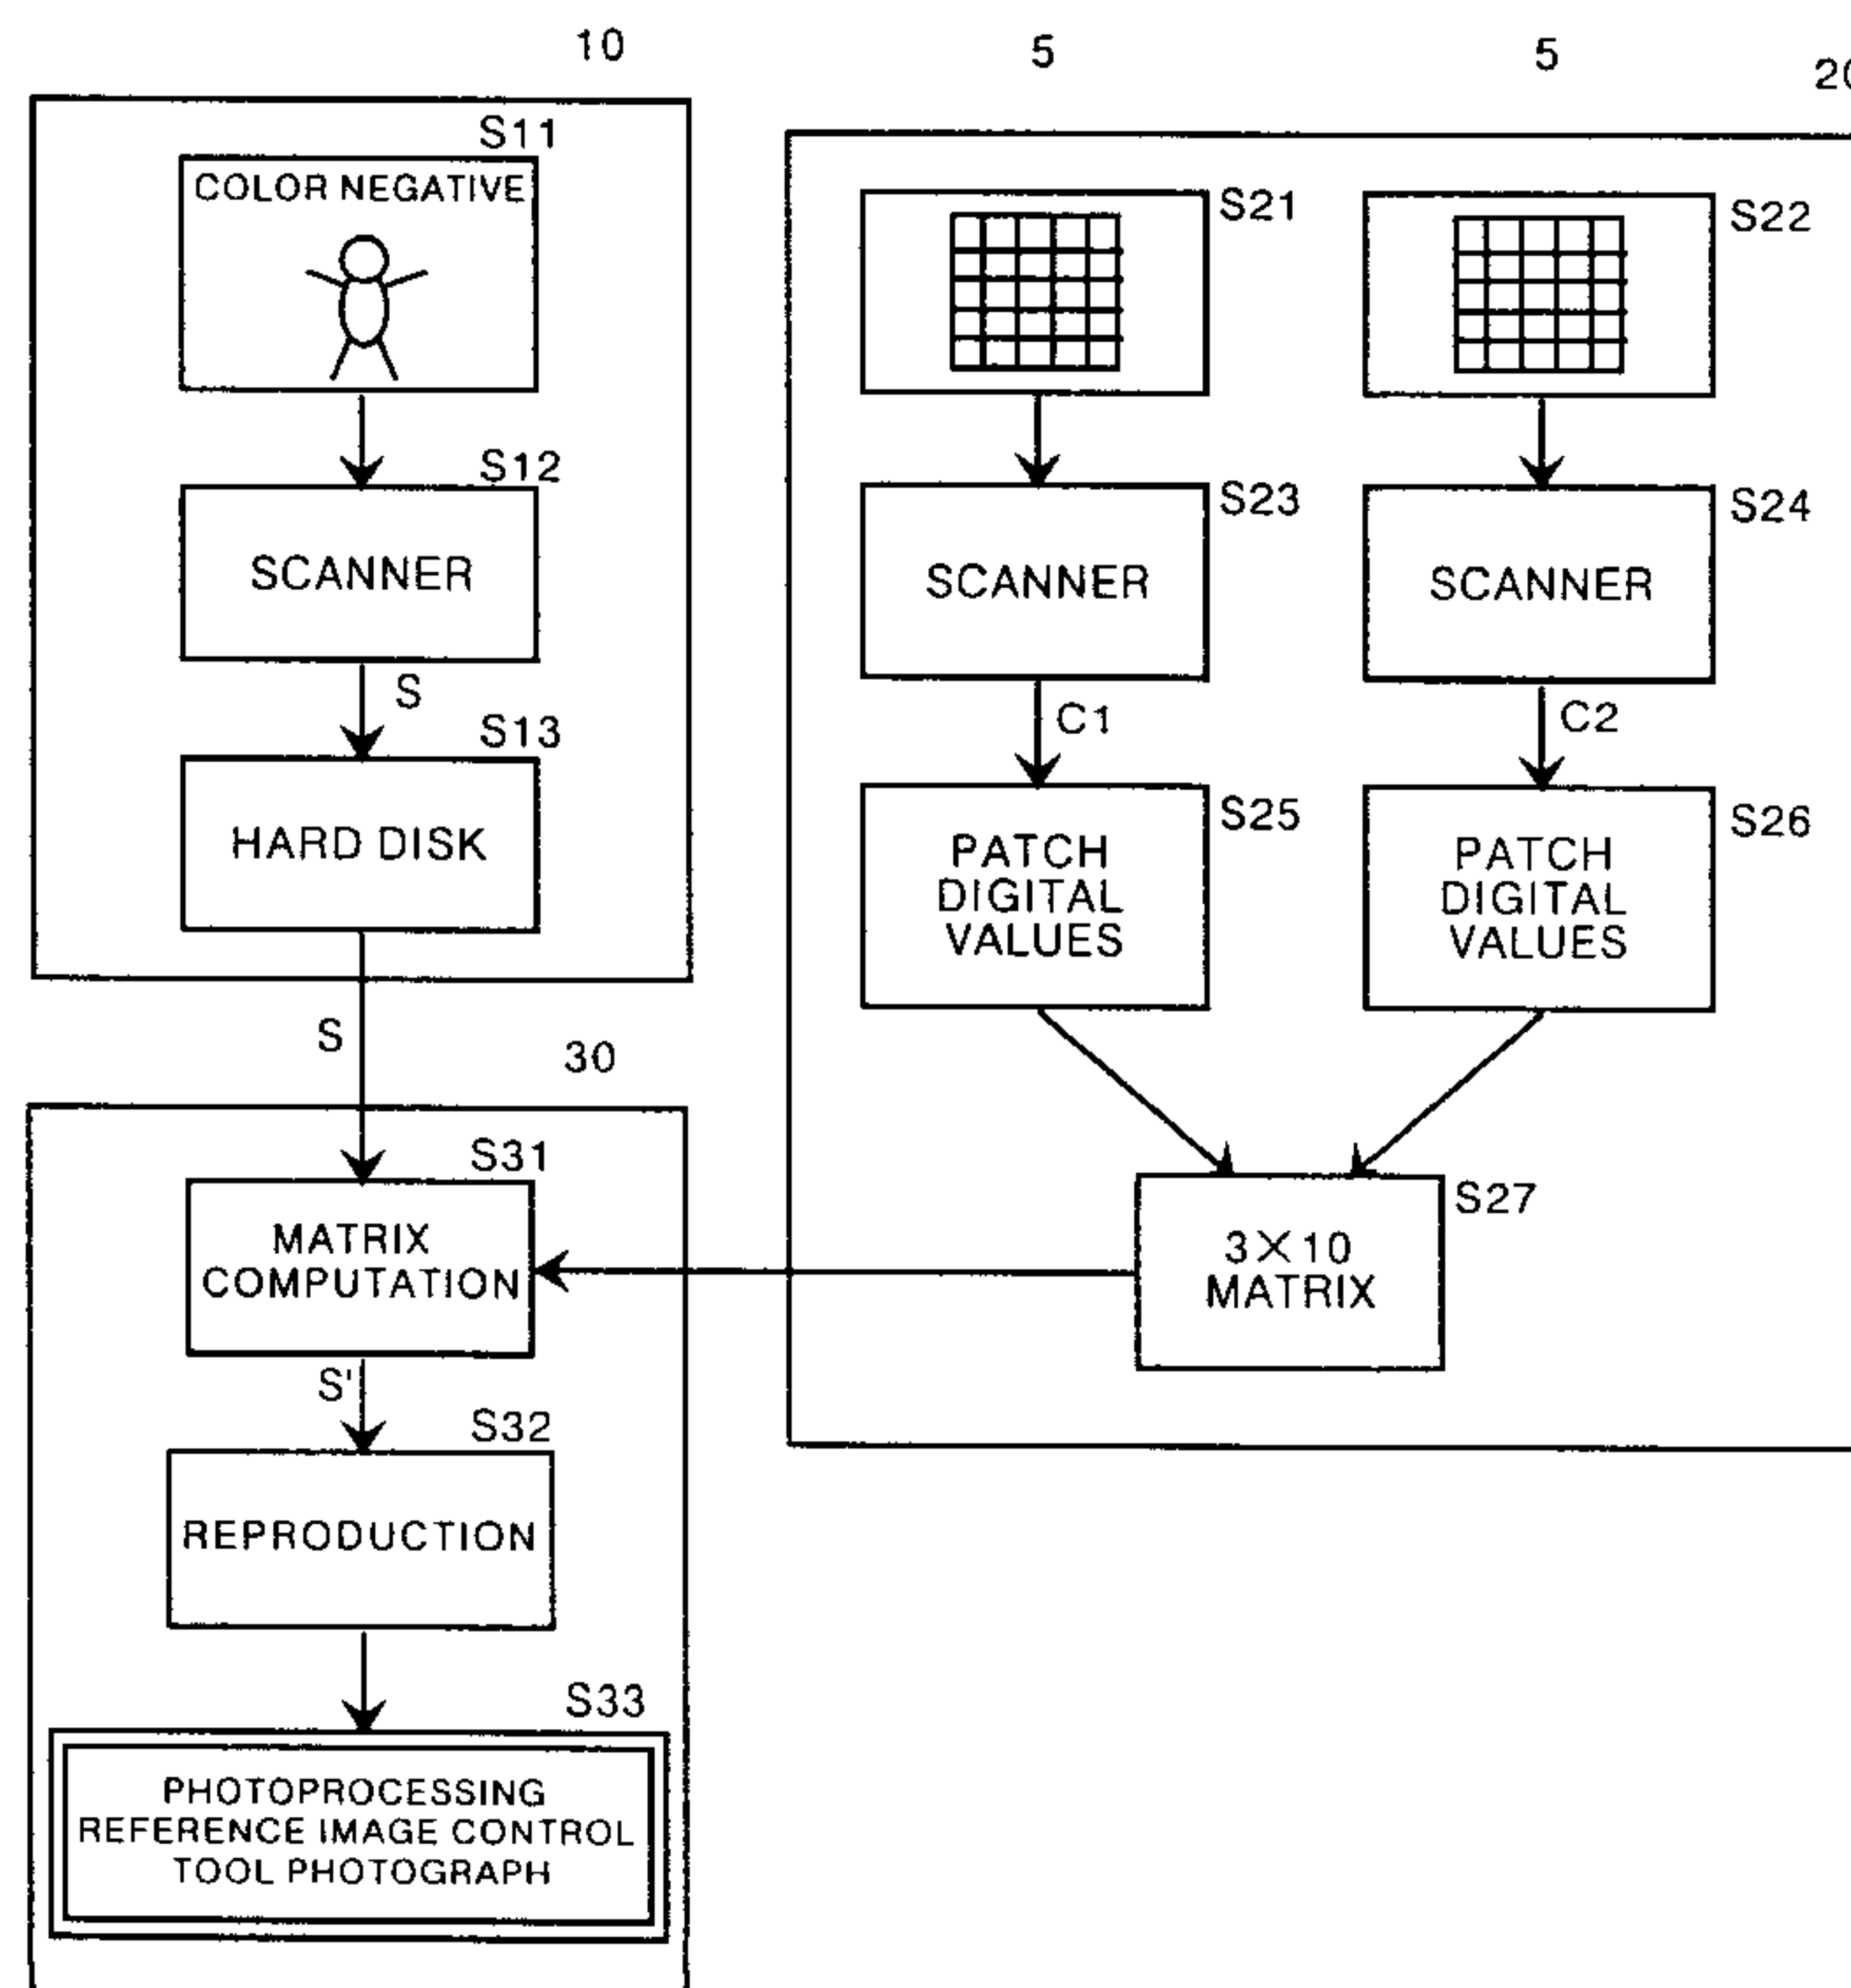 10
5
5
20
S11
COLOR NEGATIVE
S12
SCANNER
S
S13
HARD DISK
S
S21
S22
S23
SCANNER
S24
SCANNER
C1
C2
S25
PATCH
DIGITAL
VALUES
S26
PATCH
DIGITAL
VALUES
S27
3×10
MATRIX
30
S31
MATRIX
COMPUTATION
S'
S32
REPRODUCTION
S33
PHOTOPROCESSING
REFERENCE IMAGE CONTROL
TOOL PHOTOGRAPH